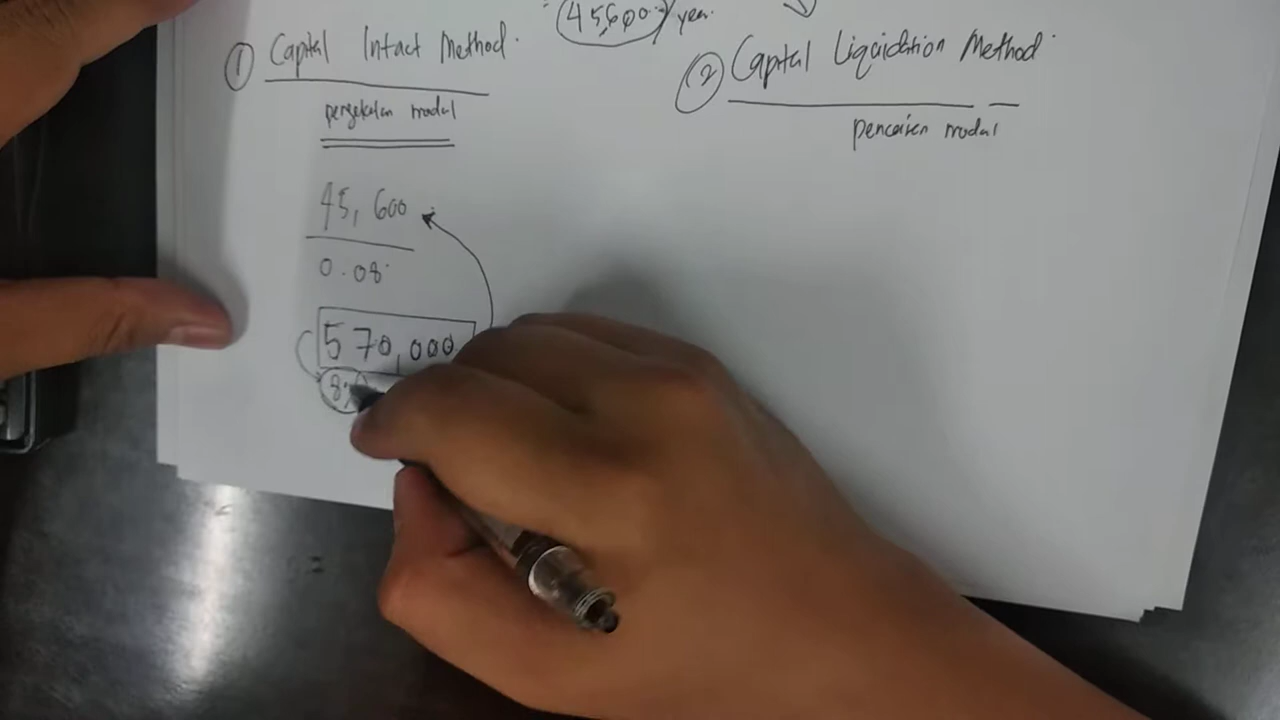 45,600 / year.
① Capital Intact Method.
② Capital Liquidation Method
pengekalan modal
pencairan modal
45,600
0.08
570,000
8%